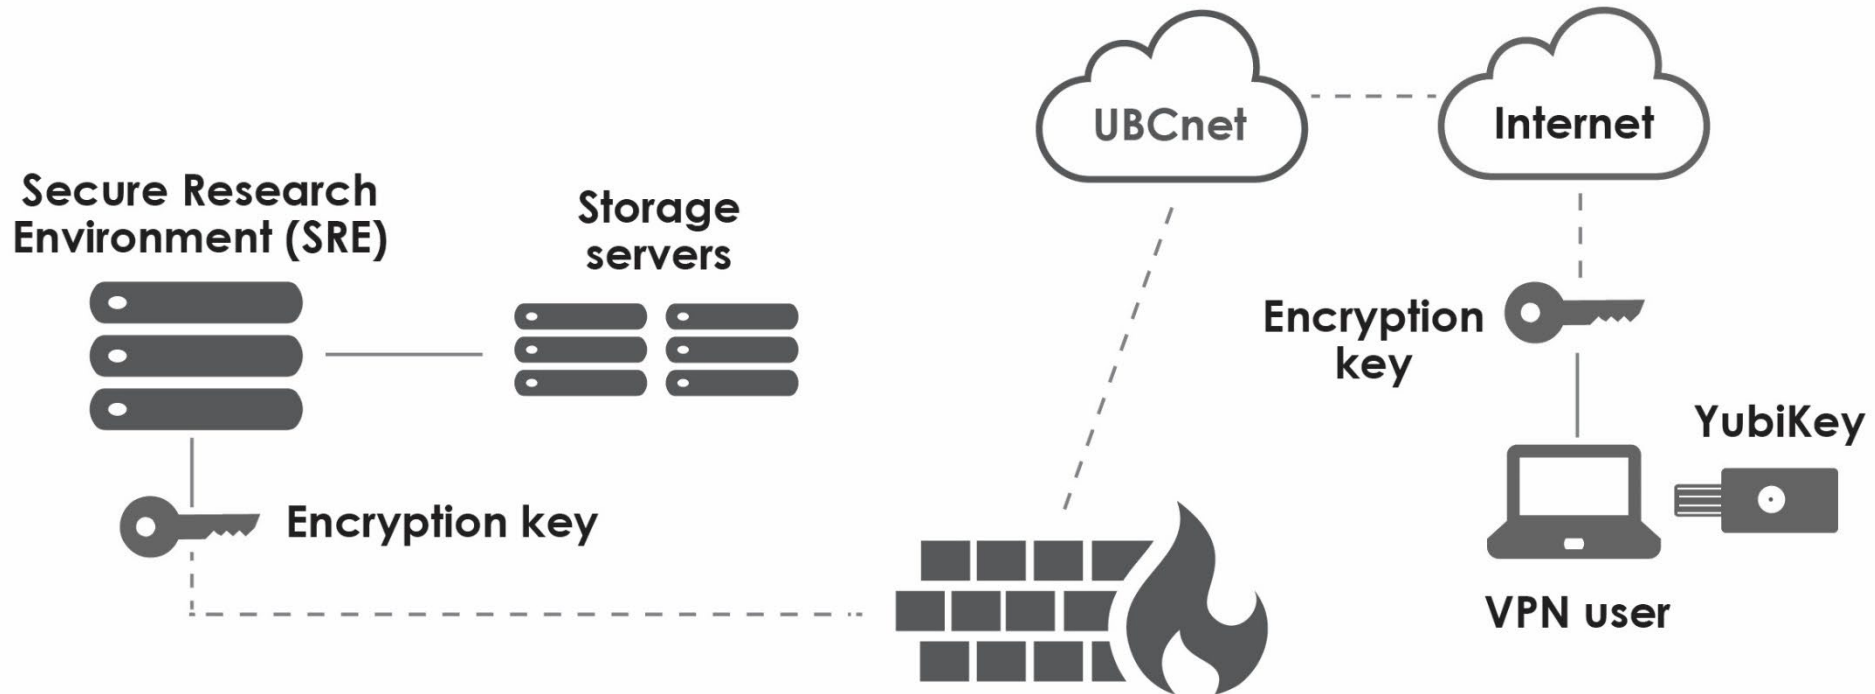 UBCnet
Internet
Secure Research
Environment (SRE)
Storage
servers
Encryption
key
YubiKey
Encryption key
VPN user